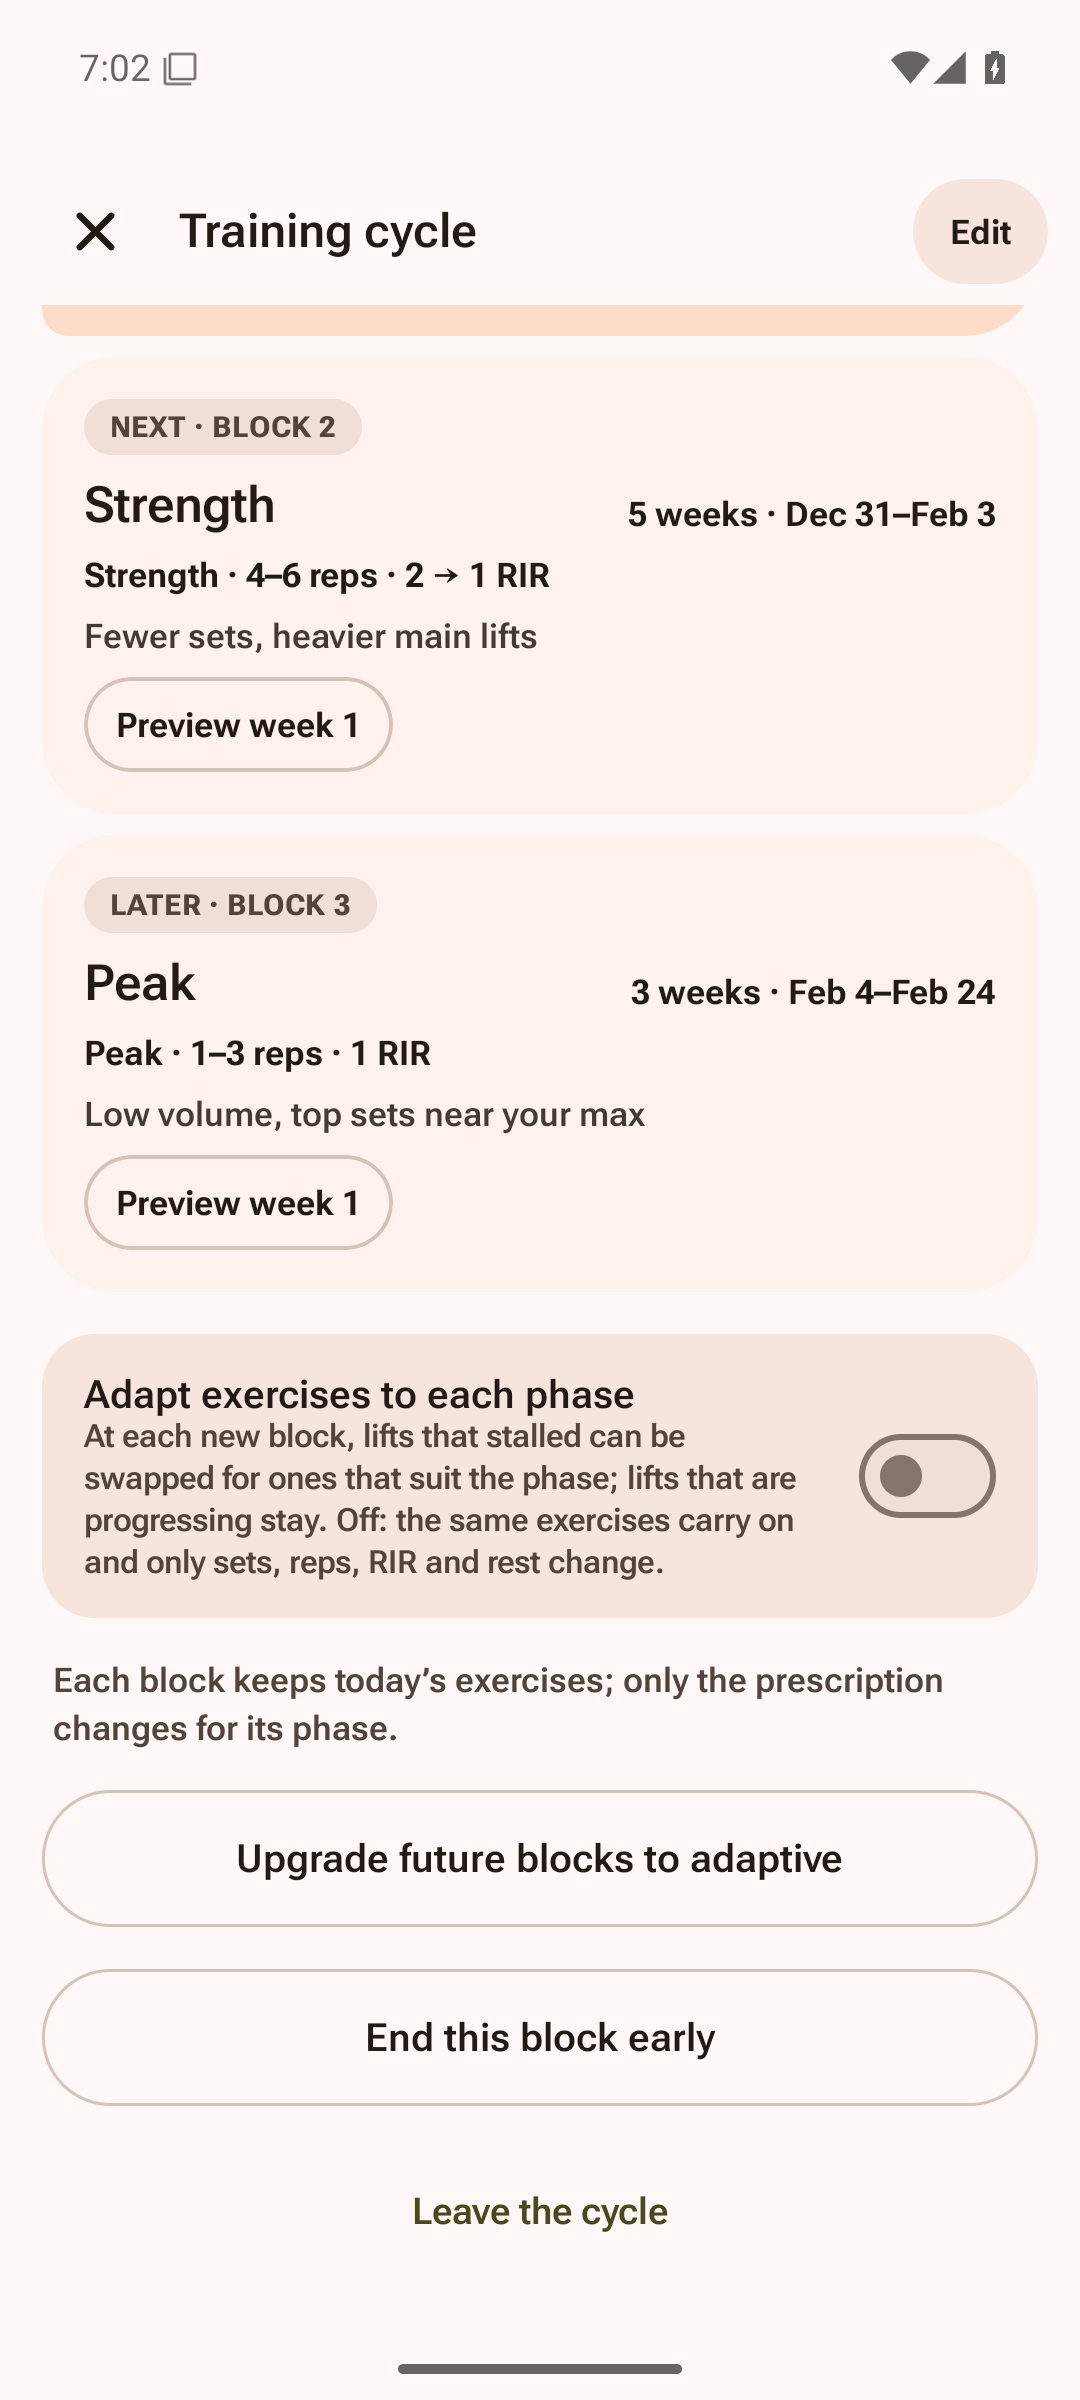 7:02
Training cycle
Edit
NEXT · BLOCK 2
Strength
5 weeks · Dec 31–Feb 3
Strength · 4–6 reps · 2 → 1 RIR
Fewer sets, heavier main lifts
Preview week 1
LATER · BLOCK 3
Peak
3 weeks · Feb 4–Feb 24
Peak · 1–3 reps · 1 RIR
Low volume, top sets near your max
Preview week 1
Adapt exercises to each phase
At each new block, lifts that stalled can be
swapped for ones that suit the phase; lifts that are
progressing stay. Off: the same exercises carry on
and only sets, reps, RIR and rest change.
Each block keeps today’s exercises; only the prescription
changes for its phase.
Upgrade future blocks to adaptive
End this block early
Leave the cycle